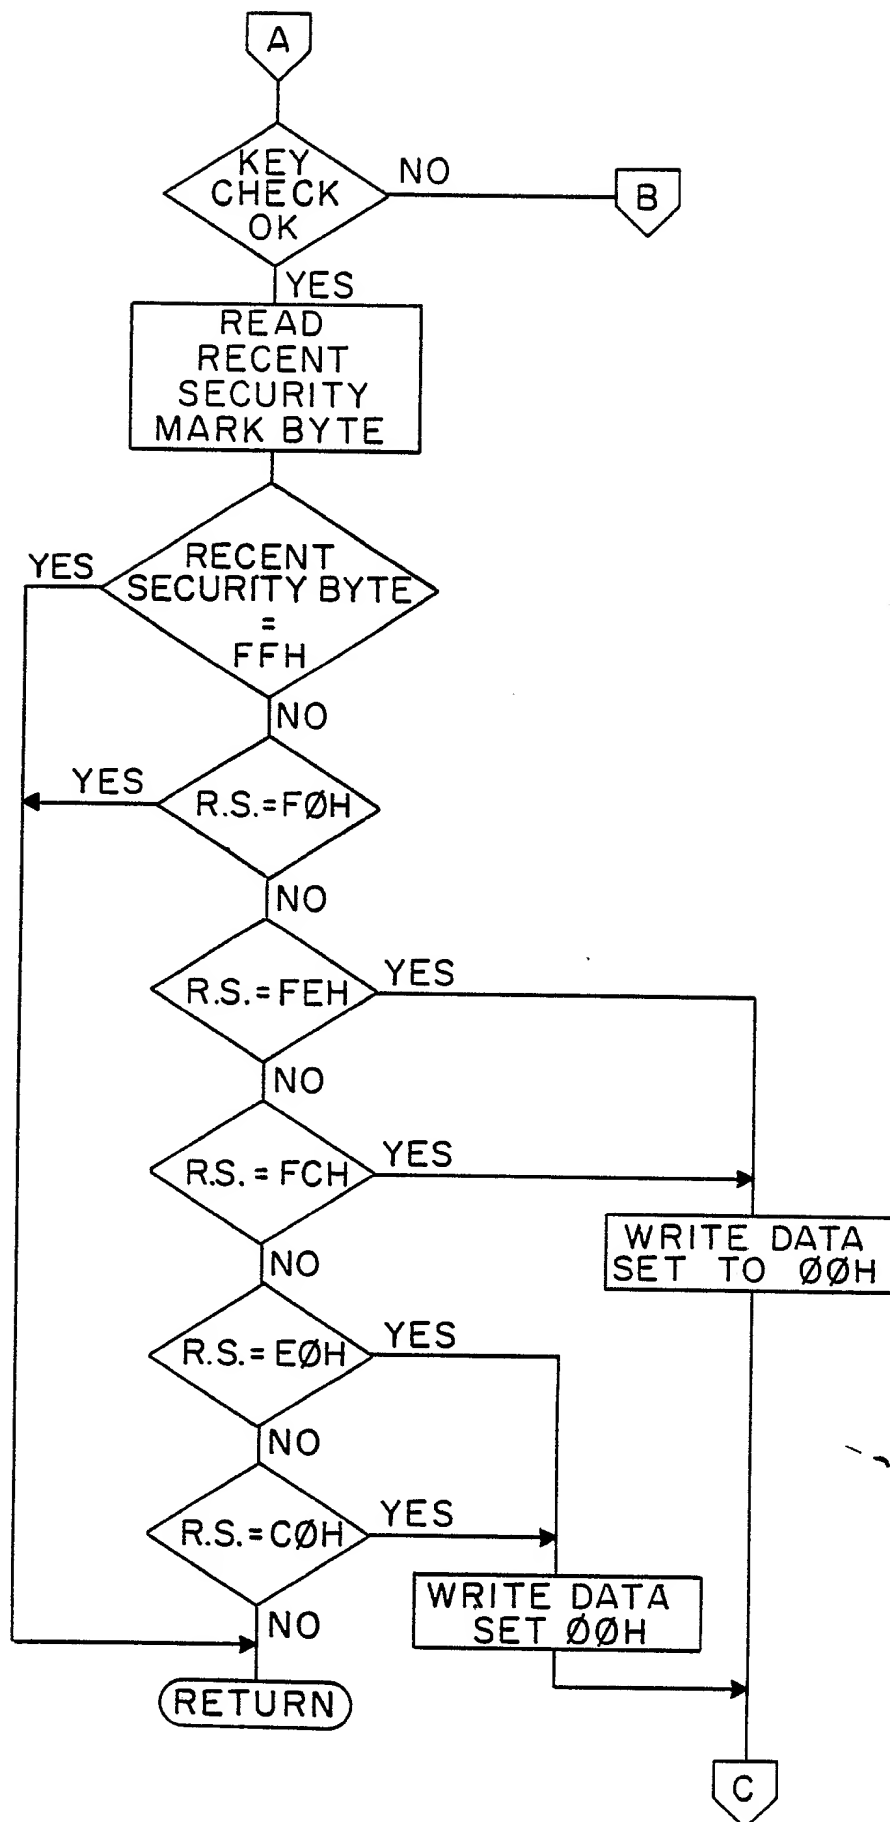 A
KEY
CHECK
OK
NO
B
YES
READ
RECENT
SECURITY
MARK BYTE
YES
RECENT
SECURITY BYTE
=
FFH
NO
YES
R.S.=FØH
NO
R.S.=FEH
YES
NO
R.S.=FCH
YES
WRITE DATA
SET TO ØØH
NO
R.S.=EØH
YES
NO
R.S.=CØH
YES
WRITE DATA
SET ØØH
NO
RETURN
C